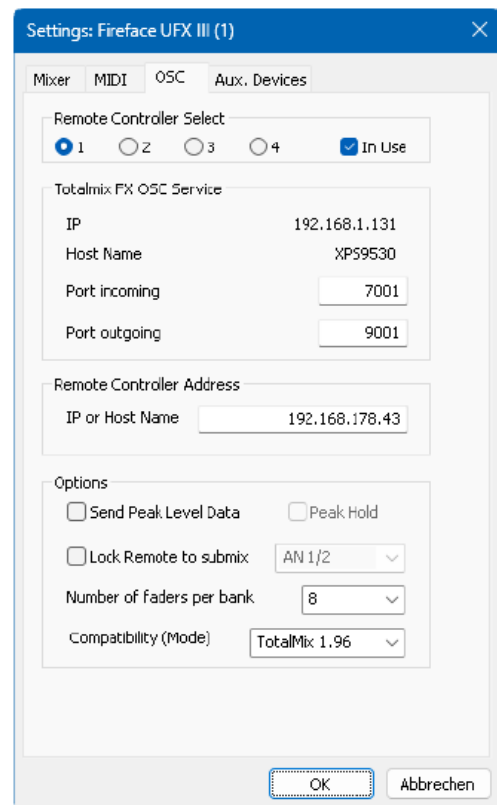 Settings: Fireface UFX III (1)
Mixer MIDI OSC Aux. Devices
Remote Controller Select
1 2 3 4 In Use
Totalmix FX OSC Service
IP 192.168.1.131
Host Name XPS9530
Port incoming 7001
Port outgoing 9001
Remote Controller Address
IP or Host Name 192.168.178.43
Options
Send Peak Level Data Peak Hold
Lock Remote to submix AN 1/2
Number of faders per bank 8
Compatibility (Mode) TotalMix 1.96
OK Abbrechen